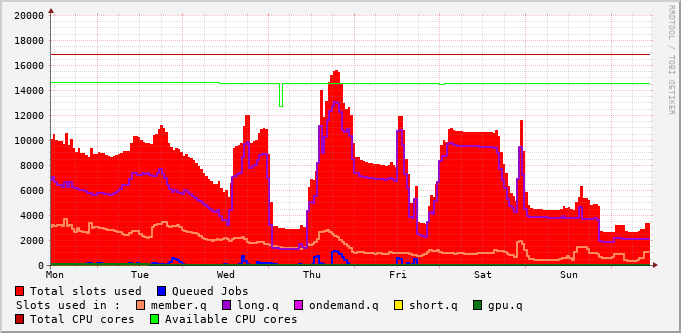 20000
18000
16000
14000
12000
10000
8000
6000
4000
2000
0
Mon Tue Wed Thu Fri Sat Sun
RRDTOOL / TOBI OETIKER
Total slots used Queued Jobs
Slots used in : member.q long.q ondemand.q short.q gpu.q
Total CPU cores Available CPU cores